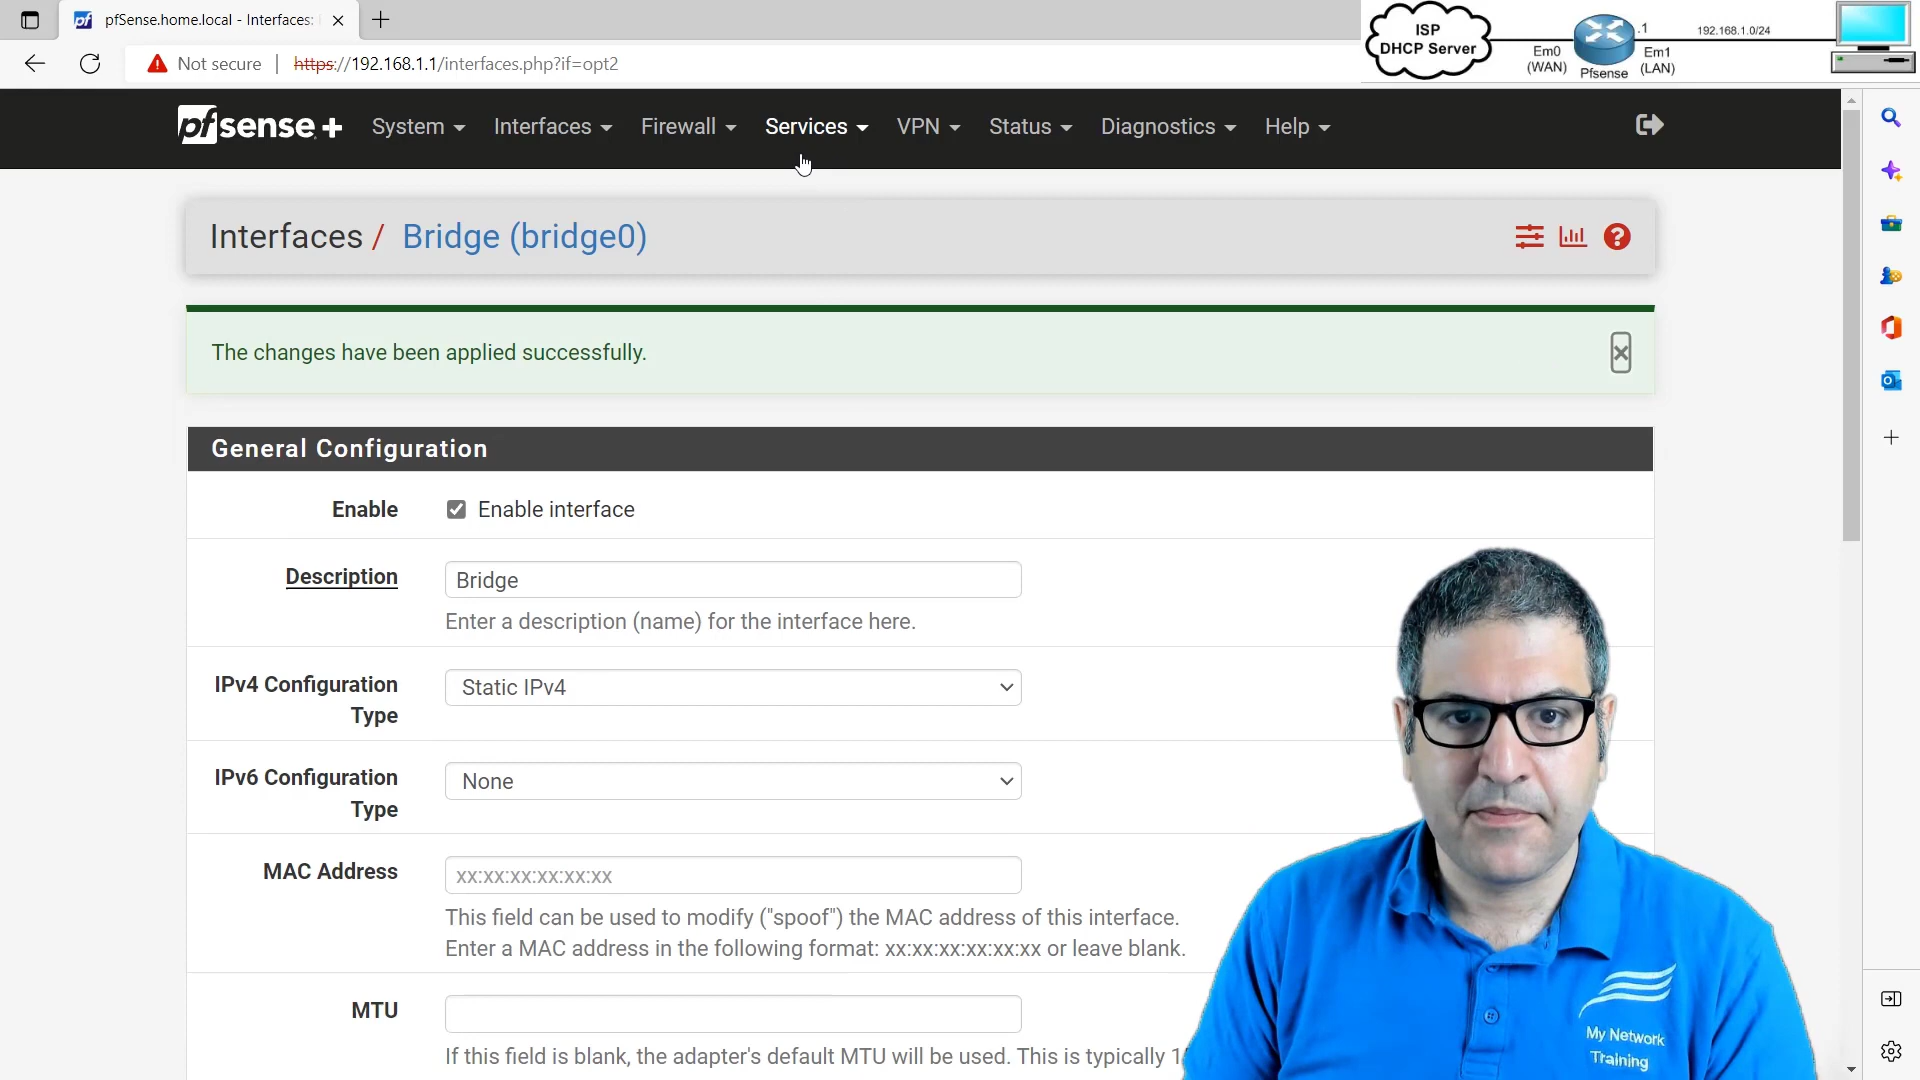 pfSense.home.local - Interfaces:
Not secure
https://192.168.1.1/interfaces.php?if=opt2
ISP
DHCP Server
Em0
(WAN)
Pfsense
.1
Em1
(LAN)
192.168.1.0/24
pfsense+
System
Interfaces
Firewall
Services
VPN
Status
Diagnostics
Help
Interfaces / Bridge (bridge0)
The changes have been applied successfully.
General Configuration
Enable
Enable interface
Description
Bridge
Enter a description (name) for the interface here.
IPv4 Configuration
Type
Static IPv4
IPv6 Configuration
Type
None
MAC Address
xx:xx:xx:xx:xx:xx
This field can be used to modify ("spoof") the MAC address of this interface.
Enter a MAC address in the following format: xx:xx:xx:xx:xx:xx or leave blank.
MTU
If this field is blank, the adapter's default MTU will be used. This is typically
My Network
Training